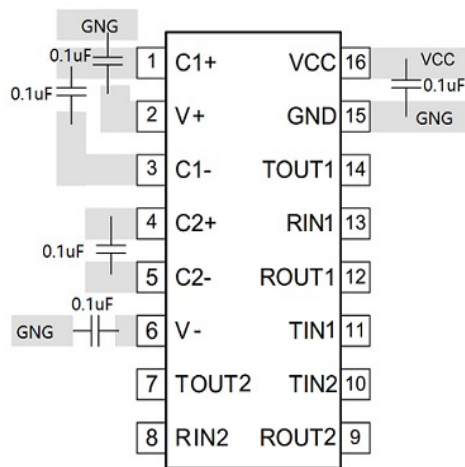 GNG
0.1uF
0.1uF
1 C1+ VCC 16 VCC
0.1uF
2 V+ GND 15 GNG
3 C1- TOUT1 14
4 C2+ RIN1 13
0.1uF
5 C2- ROUT1 12
0.1uF
GNG 6 V- TIN1 11
7 TOUT2 TIN2 10
8 RIN2 ROUT2 9